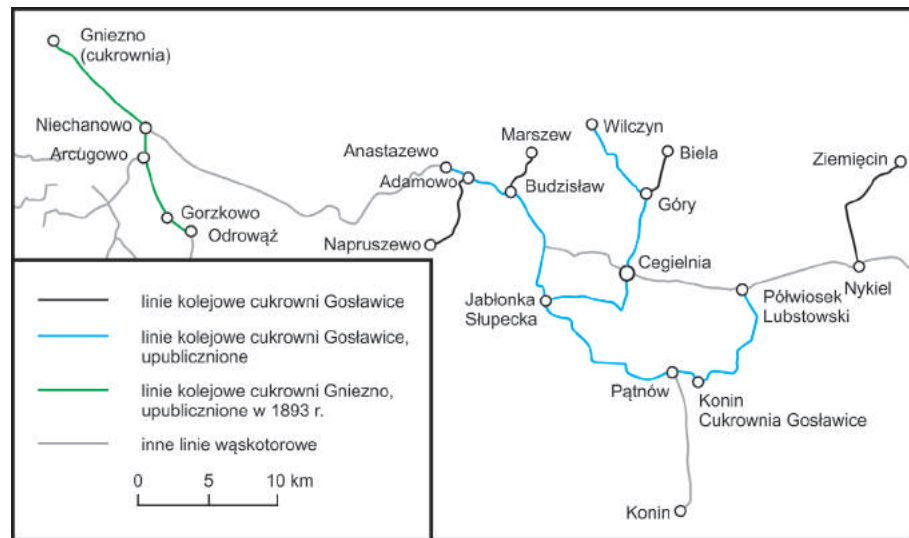 Gniezno
(cukrownia)
Niechanowo
Arcugowo
Gorzkowo
Odrowąż
Anastazewo
Adamowo
Napruszewo
Marszew
Budzisław
Wilczyn
Biela
Góry
Ziemięcin
Cegielnia
Nykiel
Półwiosek
Lubstowski
Jabłonka
Słupecka
Pątnów
Konin
Cukrownia Gosławice
Konin
linie kolejowe cukrowni Gosławice
linie kolejowe cukrowni Gosławice,
upublicznione
linie kolejowe cukrowni Gniezno,
upublicznione w 1893 r.
inne linie wąskotorowe
0 5 10 km